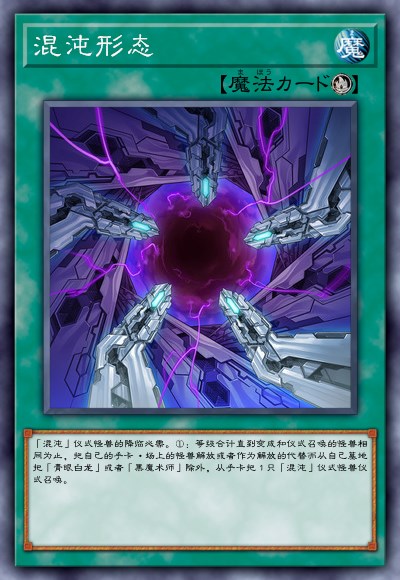 混沌形态
魔
【魔法カード】
まほう
「混沌」仪式怪兽的降临必需。①:等级合计直到变成和仪式召唤的怪兽相
同为止，把自己的手卡·场上的怪兽解放或者作为解放的代替而从自己墓地
把「青眼白龙」或者「黑魔术师」除外，从手卡把1只「混沌」仪式怪兽仪
式召唤。